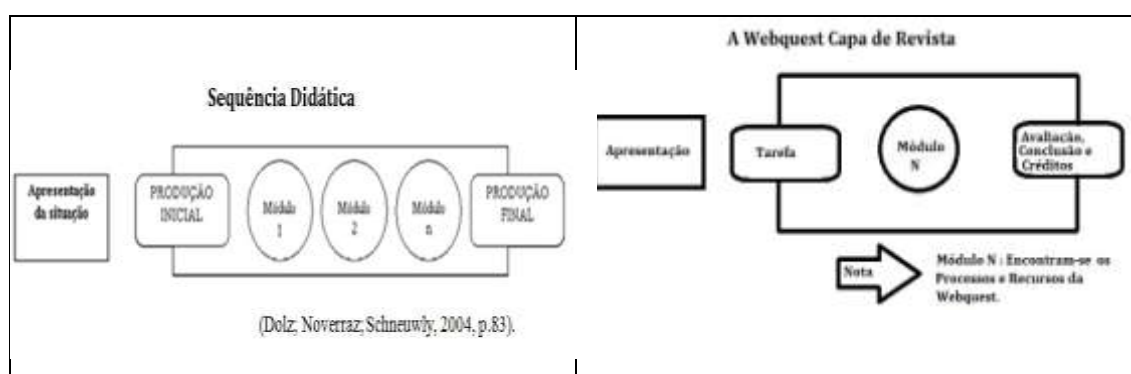 Sequência Didática
Apresentação
da situação
PRODUÇÃO
INICIAL
Módulo
1
Módulo
2
Módulo
n
PRODUÇÃO
FINAL
(Dolz; Noverraz; Schneuwly, 2004, p.83).
A Webquest Capa de Revista
Apresentação
Tarefa
Módulo
N
Avaliação,
Conclusão e
Créditos
Nota
Módulo N : Encontram-se os
Processos e Recursos da
Webquest.